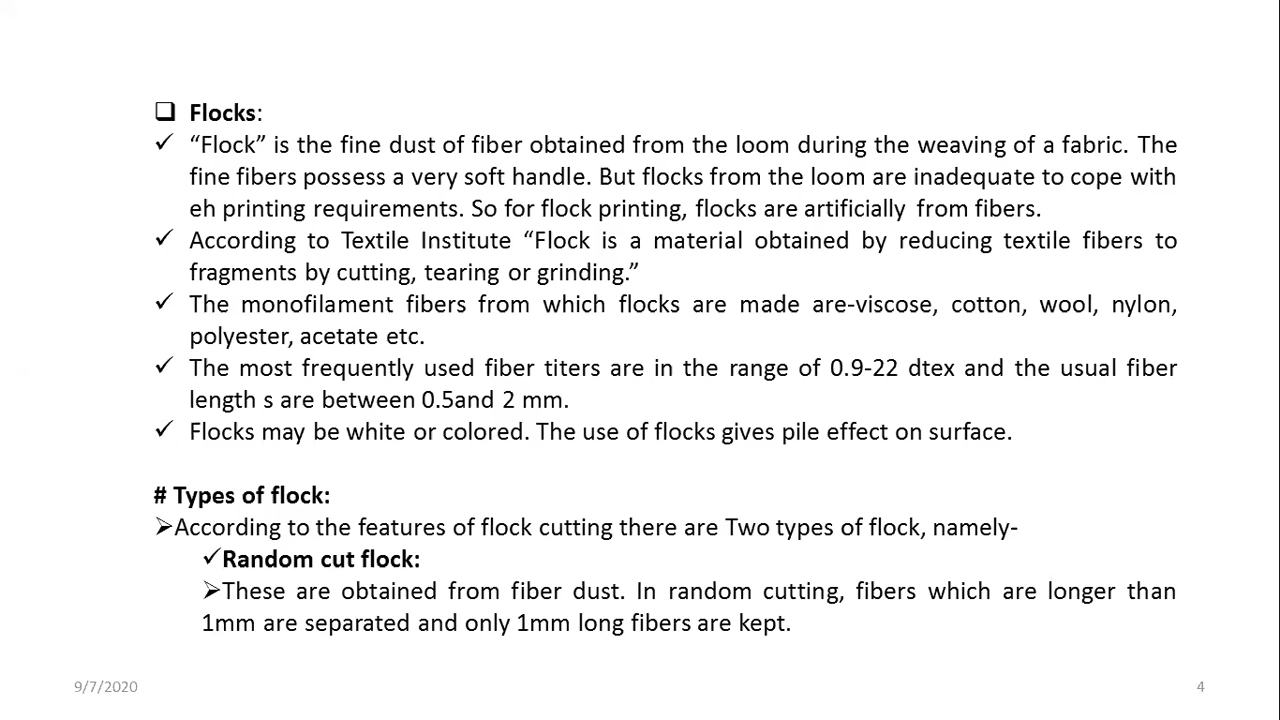 ❑ Flocks:
✓ “Flock” is the fine dust of fiber obtained from the loom during the weaving of a fabric. The
fine fibers possess a very soft handle. But flocks from the loom are inadequate to cope with
eh printing requirements. So for flock printing, flocks are artificially from fibers.
✓ According to Textile Institute “Flock is a material obtained by reducing textile fibers to
fragments by cutting, tearing or grinding.”
✓ The monofilament fibers from which flocks are made are-viscose, cotton, wool, nylon,
polyester, acetate etc.
✓ The most frequently used fiber titers are in the range of 0.9-22 dtex and the usual fiber
length s are between 0.5and 2 mm.
✓ Flocks may be white or colored. The use of flocks gives pile effect on surface.
# Types of flock:
➢According to the features of flock cutting there are Two types of flock, namely-
✓Random cut flock:
➢These are obtained from fiber dust. In random cutting, fibers which are longer than
1mm are separated and only 1mm long fibers are kept.
9/7/2020
4